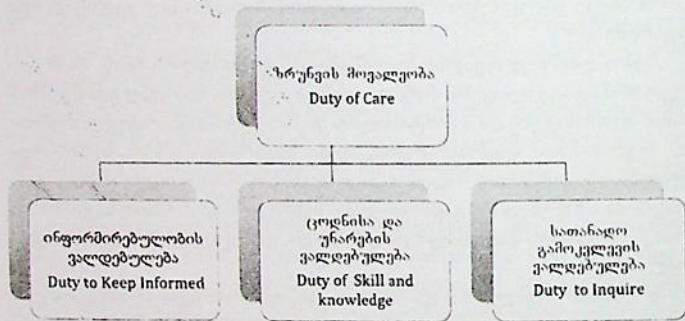 ზრუნვის მოვალეობა
Duty of Care
ინფორმირებულობის
ვალდებულება
Duty to Keep Informed
ცოდნისა და
უნარების
ვალდებულება
Duty of Skill and
knowledge
სათანადო
გამოკვლევის
ვალდებულება
Duty to Inquire